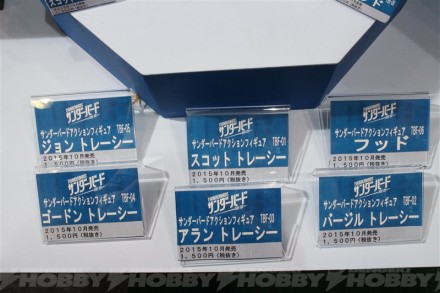 サンダーバード
サンダーバードアクションフィギュア TBF-05
ジョン トレーシー
2015年10月発売
1,500円(税抜き)
サンダーバード
サンダーバードアクションフィギュア TBF-01
スコット トレーシー
2015年10月発売
1,500円(税抜き)
サンダーバード
サンダーバードアクションフィギュア TBF-06
フッド
2015年10月発売
1,500円(税抜き)
サンダーバード
サンダーバードアクションフィギュア TBF-04
ゴードン トレーシー
2015年10月発売
1,500円(税抜き)
サンダーバード
サンダーバードアクションフィギュア TBF-03
アラン トレーシー
2015年10月発売
1,500円(税抜き)
サンダーバード
サンダーバードアクションフィギュア TBF-02
バージル トレーシー
2015年10月発売
1,500円(税抜き)
HOBBY HOBBY HOBBY HOBBY